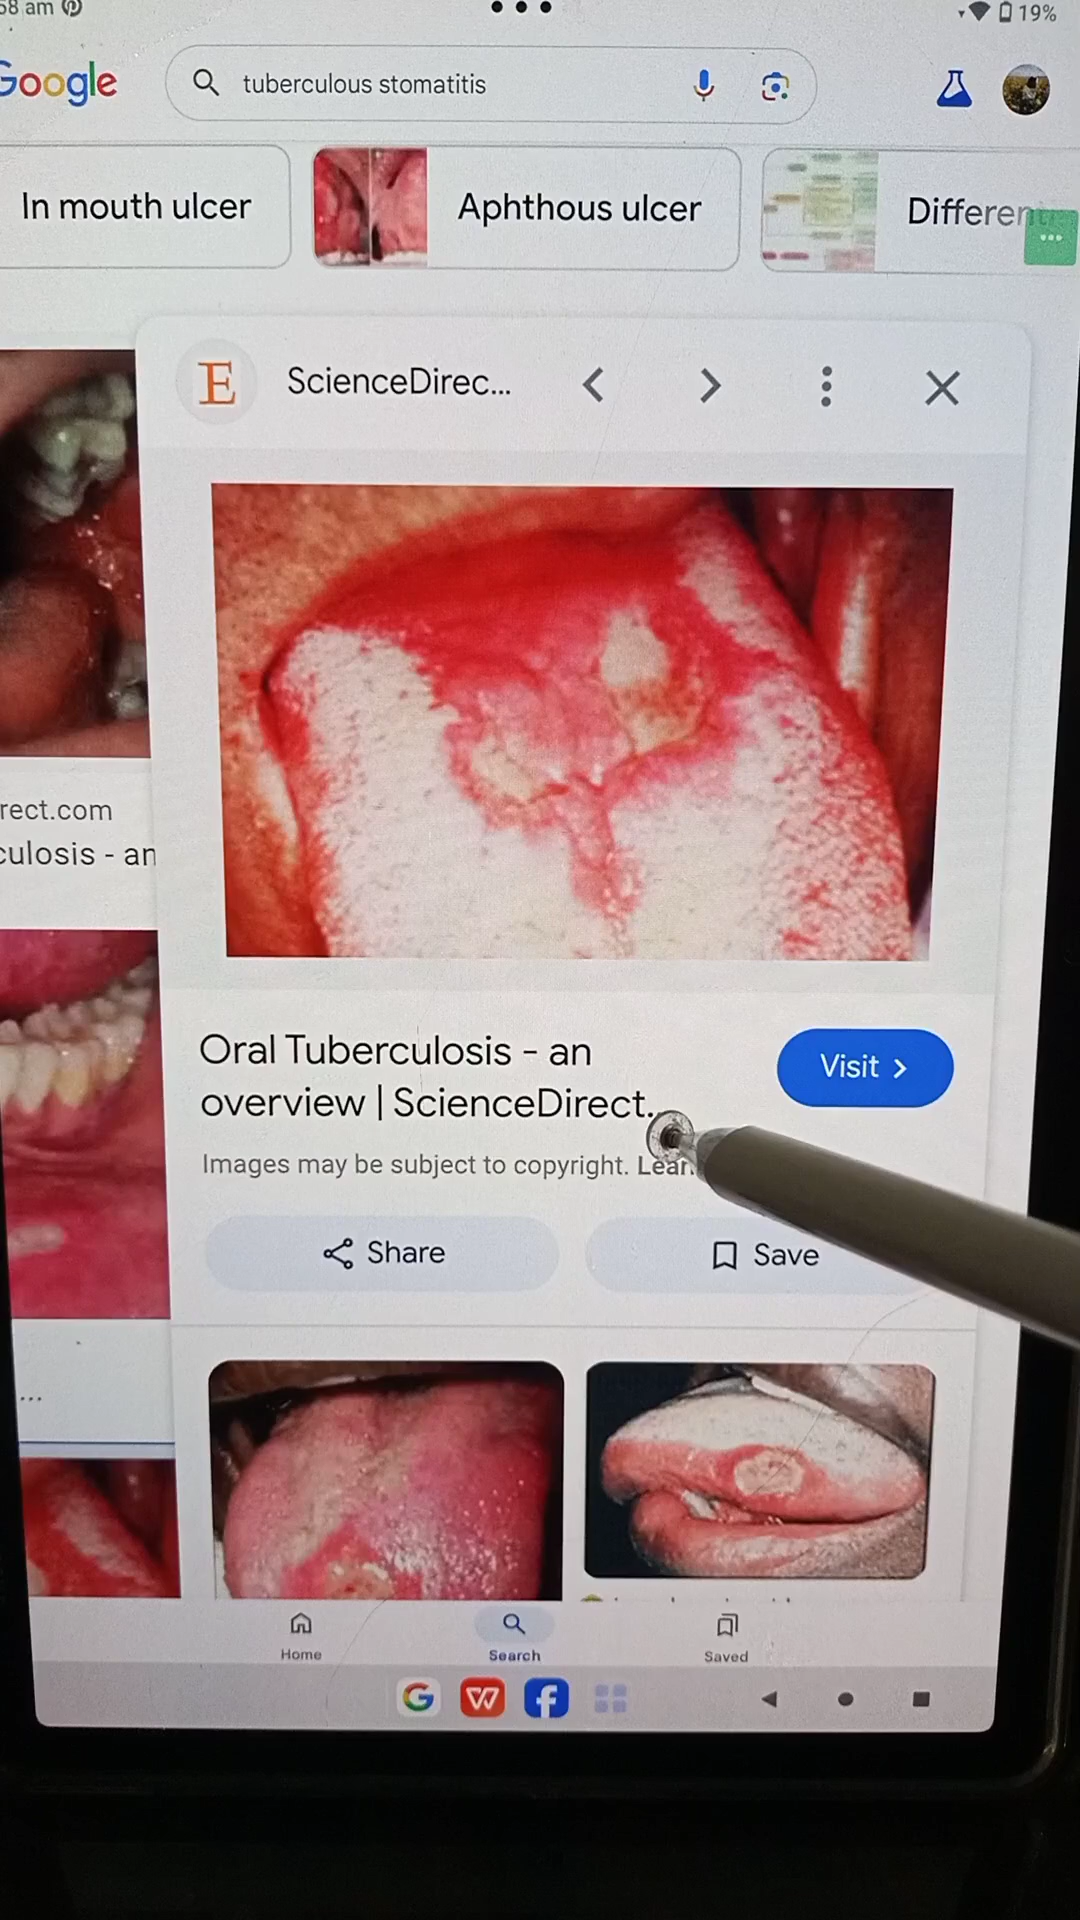 58 am
19%
Google
tuberculous stomatitis
In mouth ulcer
Aphthous ulcer
E
ScienceDirec...
rect.com
culosis - an
Oral Tuberculosis - an
overview | ScienceDirect...
Visit >
Images may be subject to copyright.
Share
Save
...
Home
Search
Saved